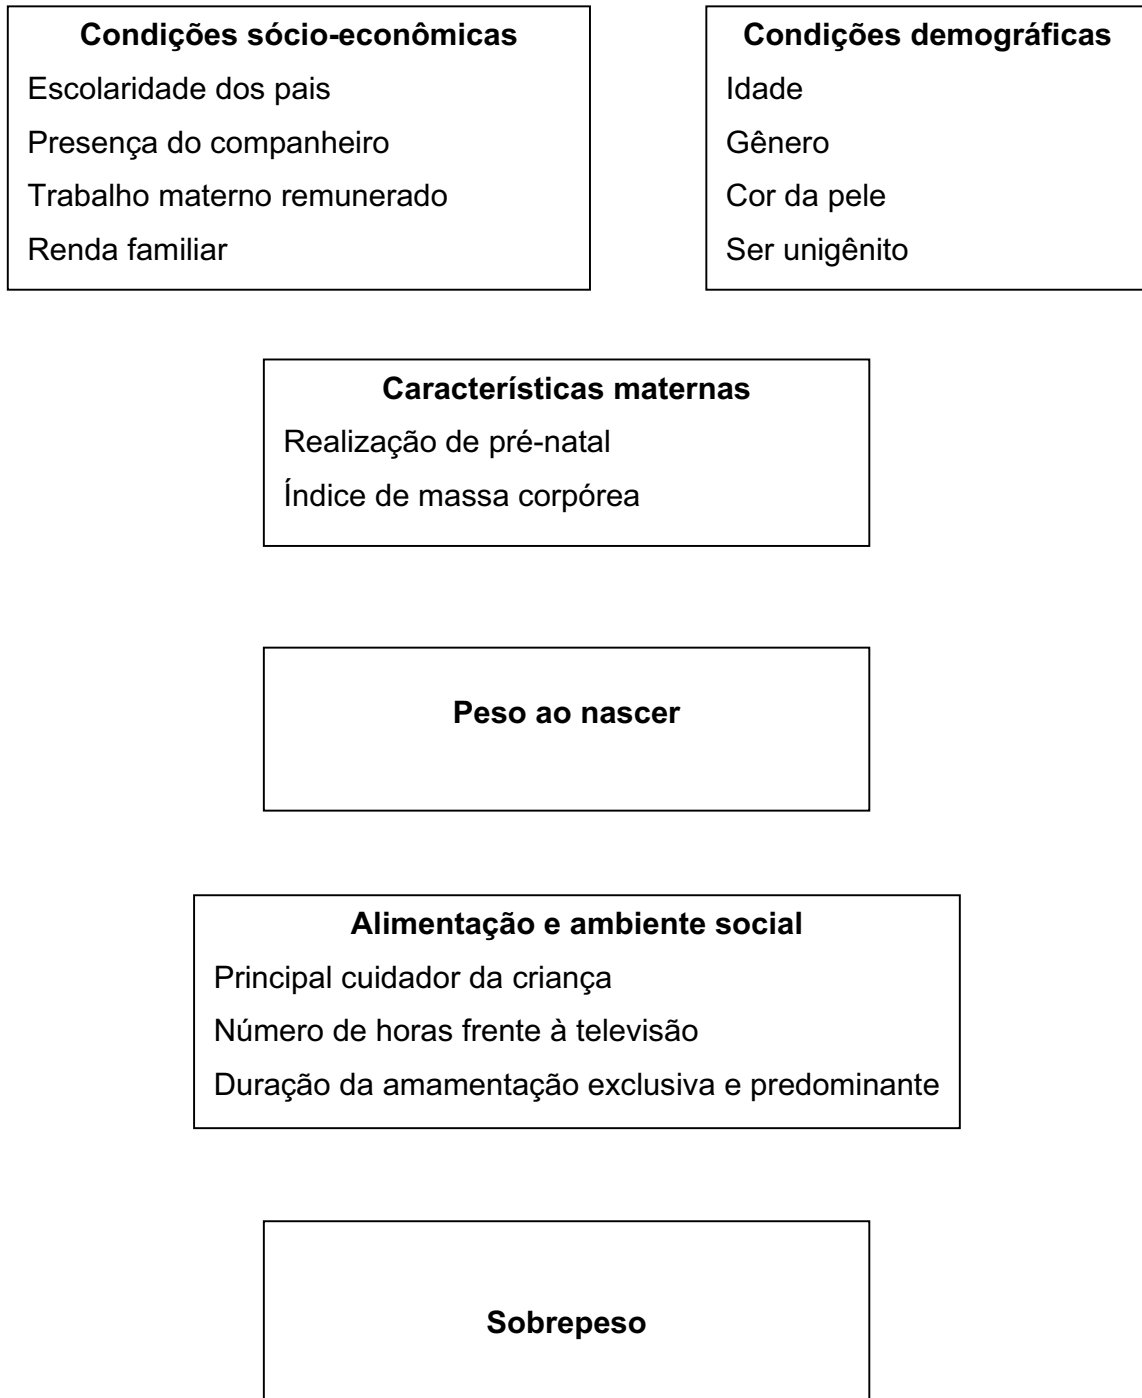 Condições sócio-econômicas
Escolaridade dos pais
Presença do companheiro
Trabalho materno remunerado
Renda familiar
Condições demográficas
Idade
Gênero
Cor da pele
Ser unigênito
Características maternas
Realização de pré-natal
Índice de massa corpórea
Peso ao nascer
Alimentação e ambiente social
Principal cuidador da criança
Número de horas frente à televisão
Duração da amamentação exclusiva e predominante
Sobrepeso